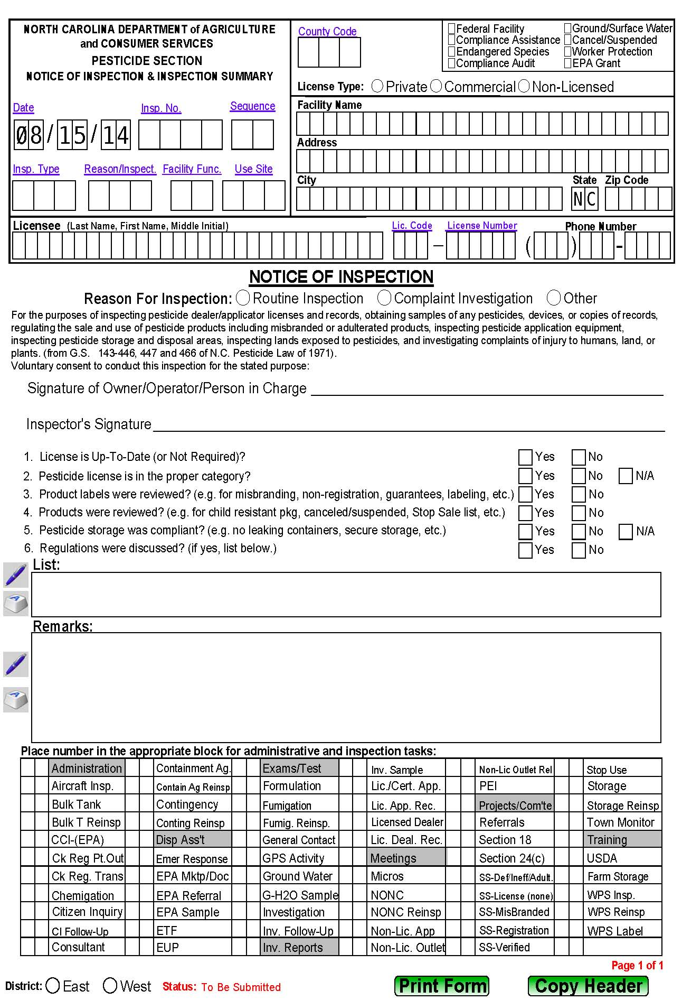 NORTH CAROLINA DEPARTMENT of AGRICULTURE
and CONSUMER SERVICES
PESTICIDE SECTION
NOTICE OF INSPECTION & INSPECTION SUMMARY
County Code
Federal Facility Ground/Surface Water
Compliance Assistance Cancel/Suspended
Endangered Species Worker Protection
Compliance Audit EPA Grant
License Type: Private Commercial Non-Licensed
Date Insp. No. Sequence
08/15/14
Insp. Type Reason/Inspect. Facility Func. Use Site
Facility Name
Address
City State Zip Code
NC
Licensee (Last Name, First Name, Middle Initial) Lic. Code License Number Phone Number
– ( ) -
NOTICE OF INSPECTION
Reason For Inspection: Routine Inspection Complaint Investigation Other
For the purposes of inspecting pesticide dealer/applicator licenses and records, obtaining samples of any pesticides, devices, or copies of records,
regulating the sale and use of pesticide products including misbranded or adulterated products, inspecting pesticide application equipment,
inspecting pesticide storage and disposal areas, inspecting lands exposed to pesticides, and investigating complaints of injury to humans, land, or
plants. (from G.S. 143-446, 447 and 466 of N.C. Pesticide Law of 1971).
Voluntary consent to conduct this inspection for the stated purpose:
Signature of Owner/Operator/Person in Charge
Inspector's Signature
1. License is Up-To-Date (or Not Required)? Yes No
2. Pesticide license is in the proper category? Yes No N/A
3. Product labels were reviewed? (e.g. for misbranding, non-registration, guarantees, labeling, etc.) Yes No
4. Products were reviewed? (e.g. for child resistant pkg, canceled/suspended, Stop Sale list, etc.) Yes No
5. Pesticide storage was compliant? (e.g. no leaking containers, secure storage, etc.) Yes No N/A
6. Regulations were discussed? (if yes, list below.) Yes No
List:
Remarks:
Place number in the appropriate block for administrative and inspection tasks:
Administration Containment Ag. Exams/Test Inv. Sample Non-Lic Outlet Rel Stop Use
Aircraft Insp. Contain Ag Reinsp Formulation Lic./Cert. App. PEI Storage
Bulk Tank Contingency Fumigation Lic. App. Rec. Projects/Com'te Storage Reinsp
Bulk T Reinsp Conting Reinsp Fumig. Reinsp. Licensed Dealer Referrals Town Monitor
CCI-(EPA) Disp Ass't General Contact Lic. Deal. Rec. Section 18 Training
Ck Reg Pt.Out Emer Response GPS Activity Meetings Section 24(c) USDA
Ck Reg. Trans EPA Mktp/Doc Ground Water Micros SS-Def/Ineff/Adult. Farm Storage
Chemigation EPA Referral G-H2O Sample NONC SS-License (none) WPS Insp.
Citizen Inquiry EPA Sample Investigation NONC Reinsp SS-MisBranded WPS Reinsp
CI Follow-Up ETF Inv. Follow-Up Non-Lic. App SS-Registration WPS Label
Consultant EUP Inv. Reports Non-Lic. Outlet SS-Verified
Page 1 of 1
District: East West Status: To Be Submitted Print Form Copy Header